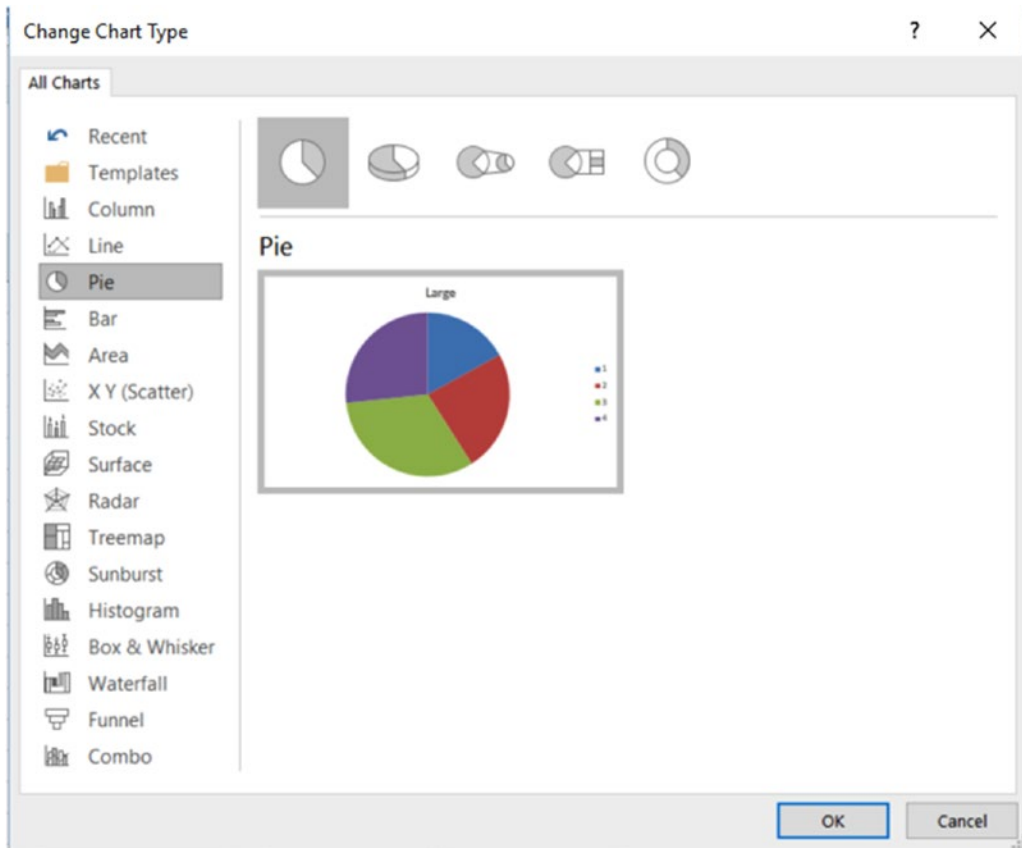 Change Chart Type
?
All Charts
Recent
Templates
Column
Line
Pie
Bar
Area
X Y (Scatter)
Stock
Surface
Radar
Treemap
Sunburst
Histogram
Box & Whisker
Waterfall
Funnel
Combo
Pie
Large
1
2
3
4
OK Cancel